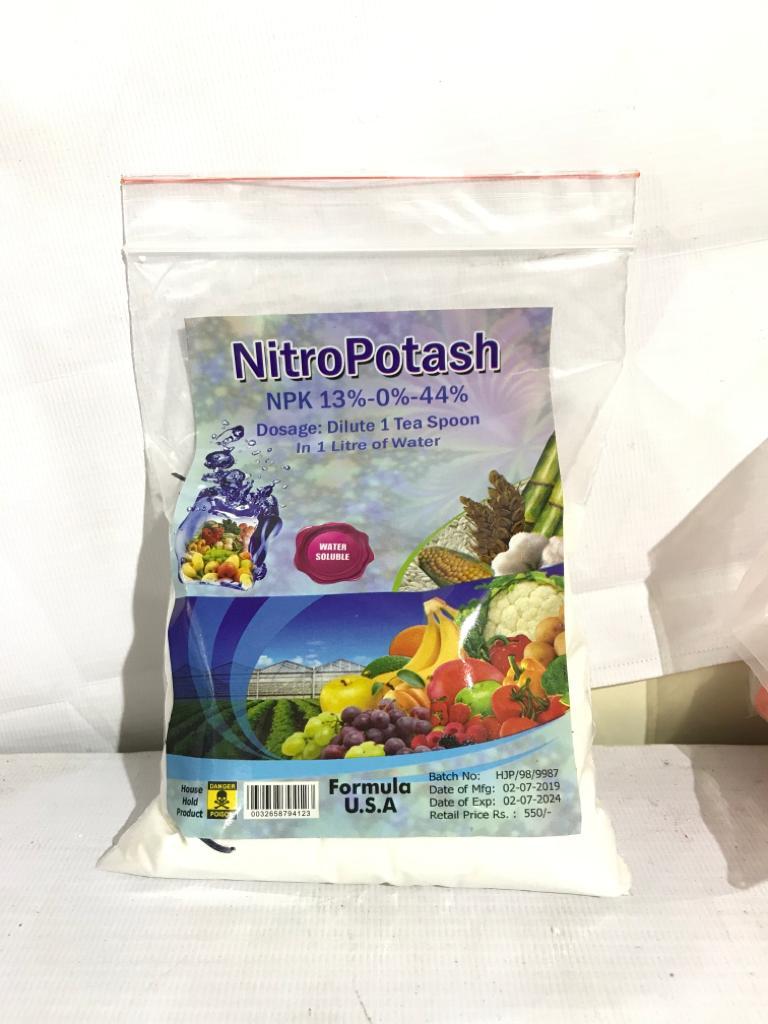 NitroPotash
NPK 13%-0%-44%
Dosage: Dilute 1 Tea Spoon
In 1 Litre of Water
WATER
SOLUBLE
House
Hold
Product
DANGER
POISON
0032658794123
Formula
U.S.A
Batch No: HJP/98/9987
Date of Mfg: 02-07-2019
Date of Exp: 02-07-2024
Retail Price Rs. : 550/-